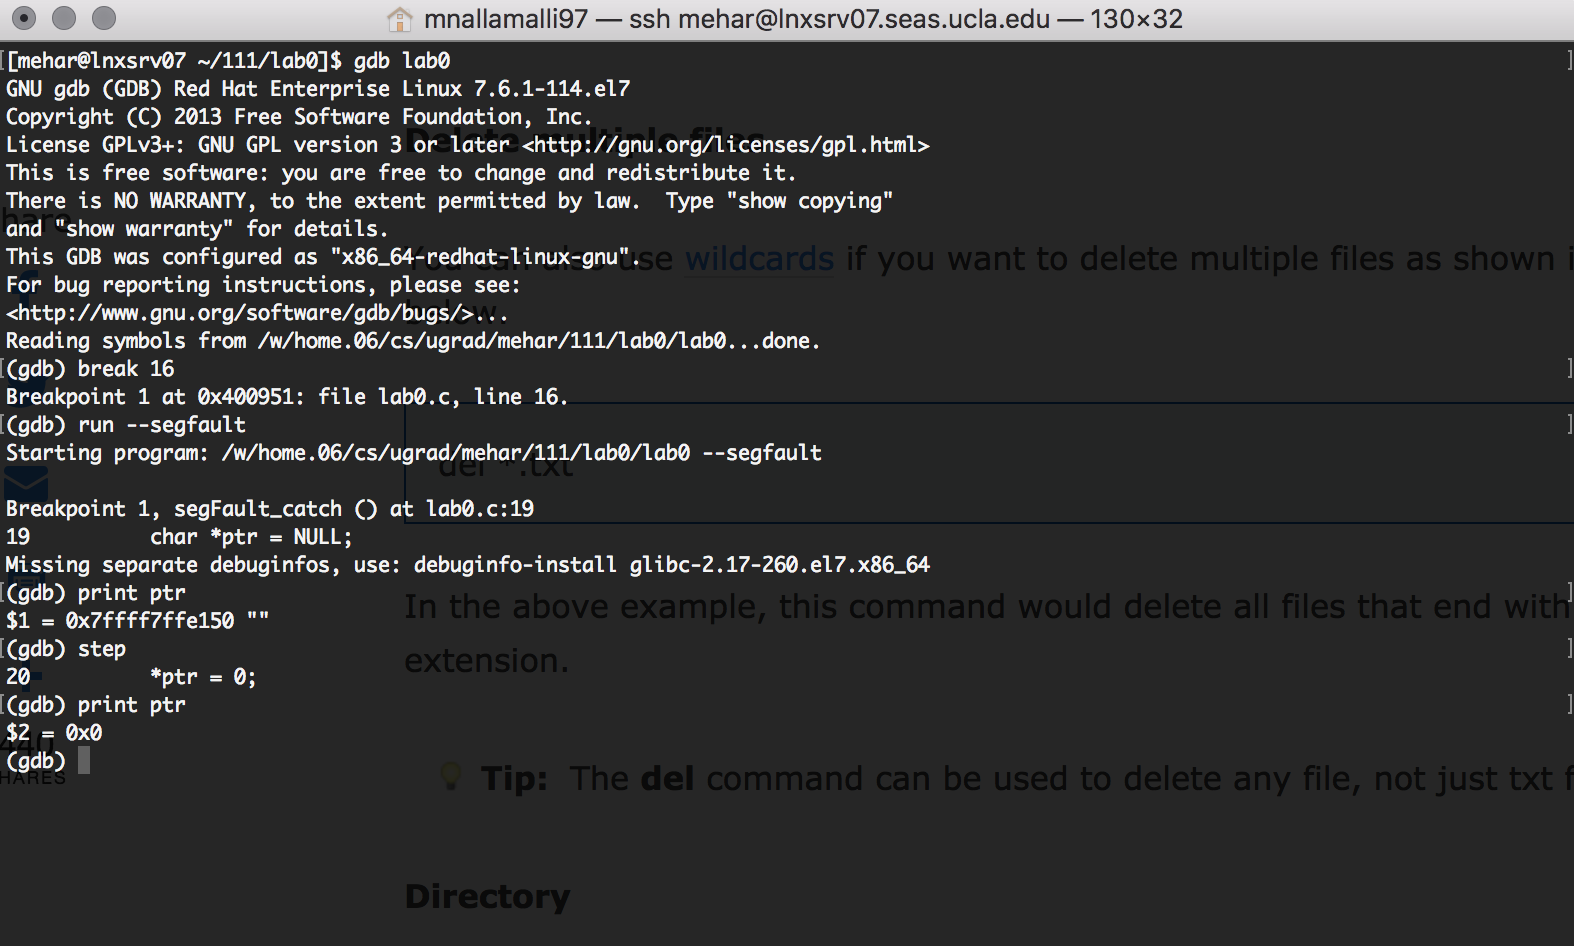 mnallamalli97 — ssh mehar@lnxsrv07.seas.ucla.edu — 130×32
[mehar@lnxsrv07 ~/111/lab0]$ gdb lab0
GNU gdb (GDB) Red Hat Enterprise Linux 7.6.1-114.el7
Copyright (C) 2013 Free Software Foundation, Inc.
Delete multiple files
License GPLv3+: GNU GPL version 3 or later <http://gnu.org/licenses/gpl.html>
This is free software: you are free to change and redistribute it.
There is NO WARRANTY, to the extent permitted by law.  Type "show copying"
hare
and "show warranty" for details.
This GDB was configured as "x86_64-redhat-linux-gnu".
You can also use wildcards if you want to delete multiple files as shown i
For bug reporting instructions, please see:
<http://www.gnu.org/software/gdb/bugs/>...
below.
Reading symbols from /w/home.06/cs/ugrad/mehar/111/lab0/lab0...done.
(gdb) break 16
Breakpoint 1 at 0x400951: file lab0.c, line 16.
(gdb) run --segfault
Starting program: /w/home.06/cs/ugrad/mehar/111/lab0/lab0 --segfault
del *.txt
Breakpoint 1, segFault_catch () at lab0.c:19
19          char *ptr = NULL;
Missing separate debuginfos, use: debuginfo-install glibc-2.17-260.el7.x86_64
(gdb) print ptr
In the above example, this command would delete all files that end with
$1 = 0x7ffff7ffe150 ""
(gdb) step
extension.
20          *ptr = 0;
(gdb) print ptr
$2 = 0x0
440
(gdb)
HARES
Tip: The del command can be used to delete any file, not just txt f
Directory